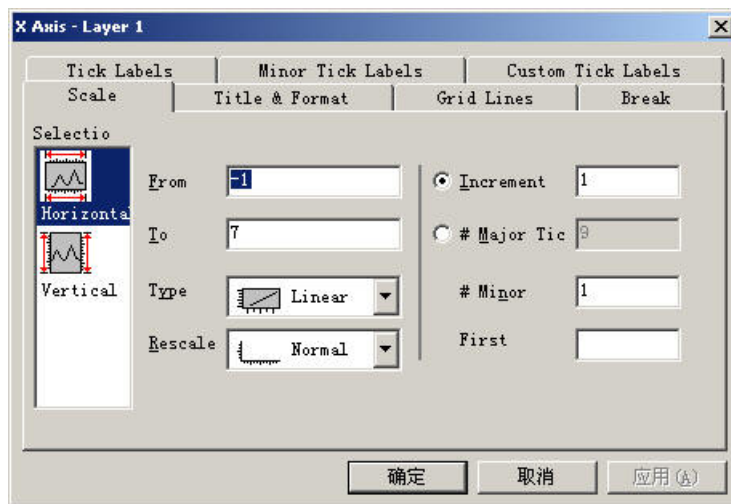 X Axis - Layer 1
Tick Labels Minor Tick Labels Custom Tick Labels
Scale Title & Format Grid Lines Break
Selectio
Horizonta
Vertical
From -1
To 7
Type Linear
Rescale Normal
Increment 1
# Major Tic 9
# Minor 1
First
确定 取消 应用(A)